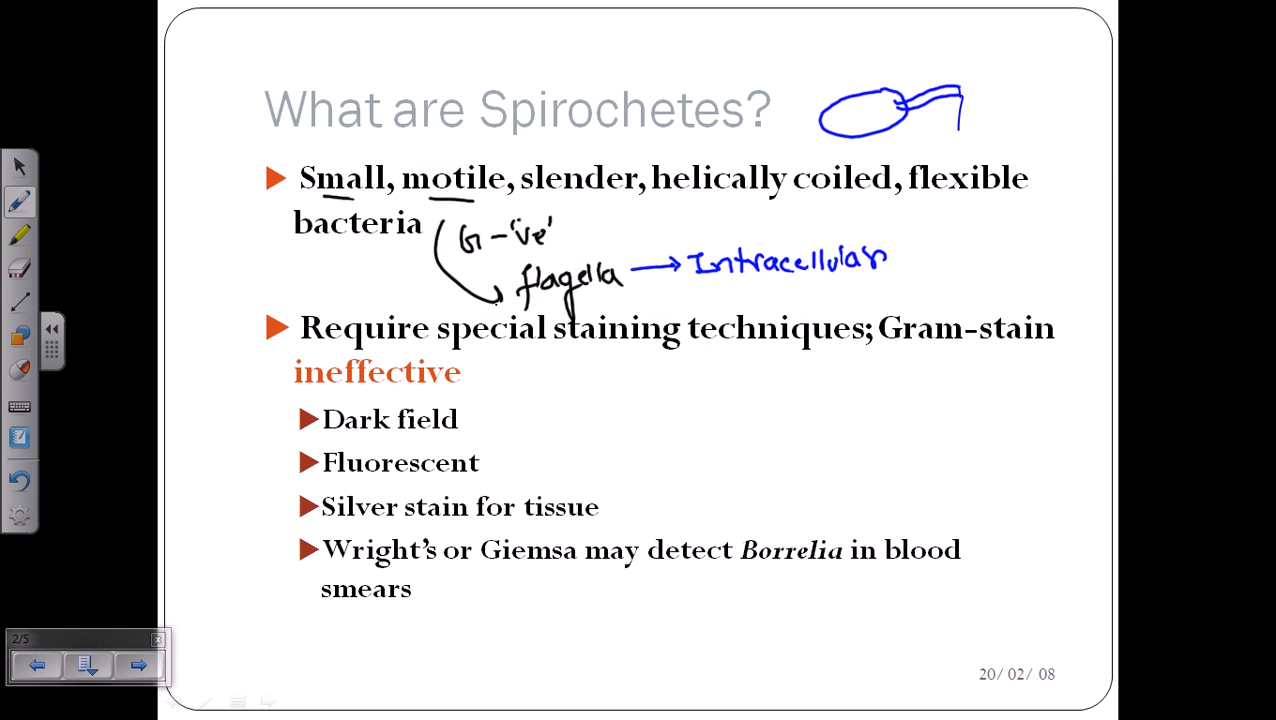 What are Spirochetes?
Small, motile, slender, helically coiled, flexible
bacteria
G -'ve'
flagella → Intracellular
Require special staining techniques; Gram-stain
ineffective
Dark field
Fluorescent
Silver stain for tissue
Wright's or Giemsa may detect Borrelia in blood
smears
2/5
20/ 02/ 08